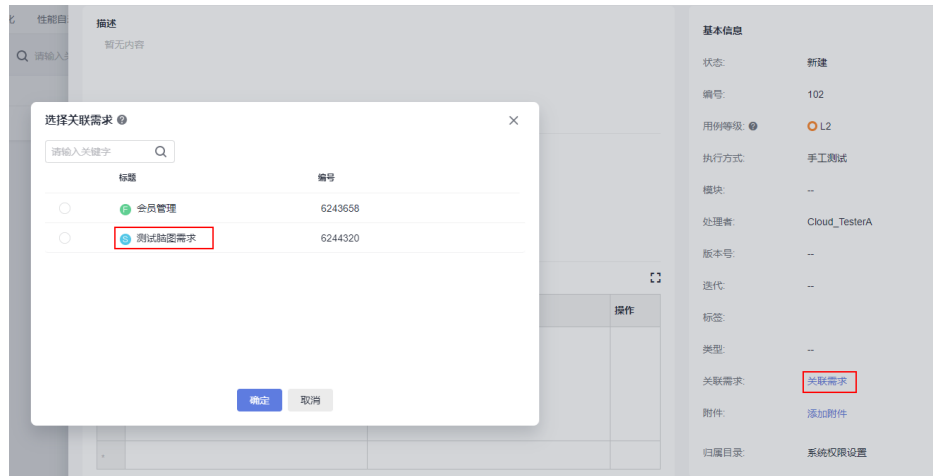 化 性能自
请输入关
描述
暂无内容
选择关联需求
请输入关键字
标题 编号
F 会员管理 6243658
S 测试脑图需求 6244320
确定 取消
操作
基本信息
状态: 新建
编号: 102
用例等级: L2
执行方式: 手工测试
模块: --
处理者: Cloud_TesterA
版本号: --
迭代: --
标签:
类型: --
关联需求: 关联需求
附件: 添加附件
归属目录: 系统权限设置